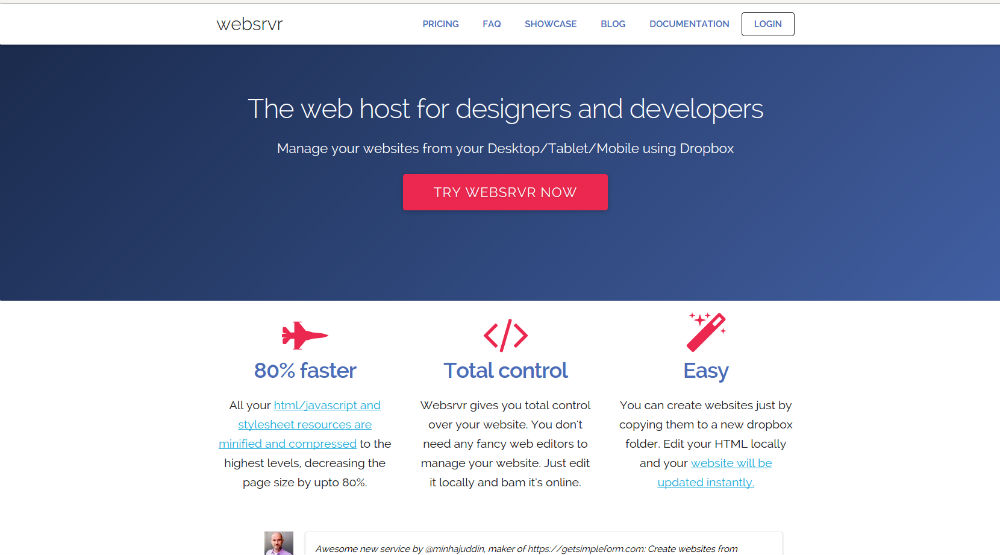 websrvr
PRICING
FAQ
SHOWCASE
BLOG
DOCUMENTATION
LOGIN
The web host for designers and developers
Manage your websites from your Desktop/Tablet/Mobile using Dropbox
TRY WEBSRVR NOW
80% faster
All your html/javascript and
stylesheet resources are
minified and compressed to the
highest levels, decreasing the
page size by upto 80%.
Total control
Websrvr gives you total control
over your website. You don't
need any fancy web editors to
manage your website. Just edit
it locally and bam it's online.
Easy
You can create websites just by
copying them to a new dropbox
folder. Edit your HTML locally
and your website will be
updated instantly.
Awesome new service by @minhajuddin, maker of https://getsimpleform.com: Create websites from